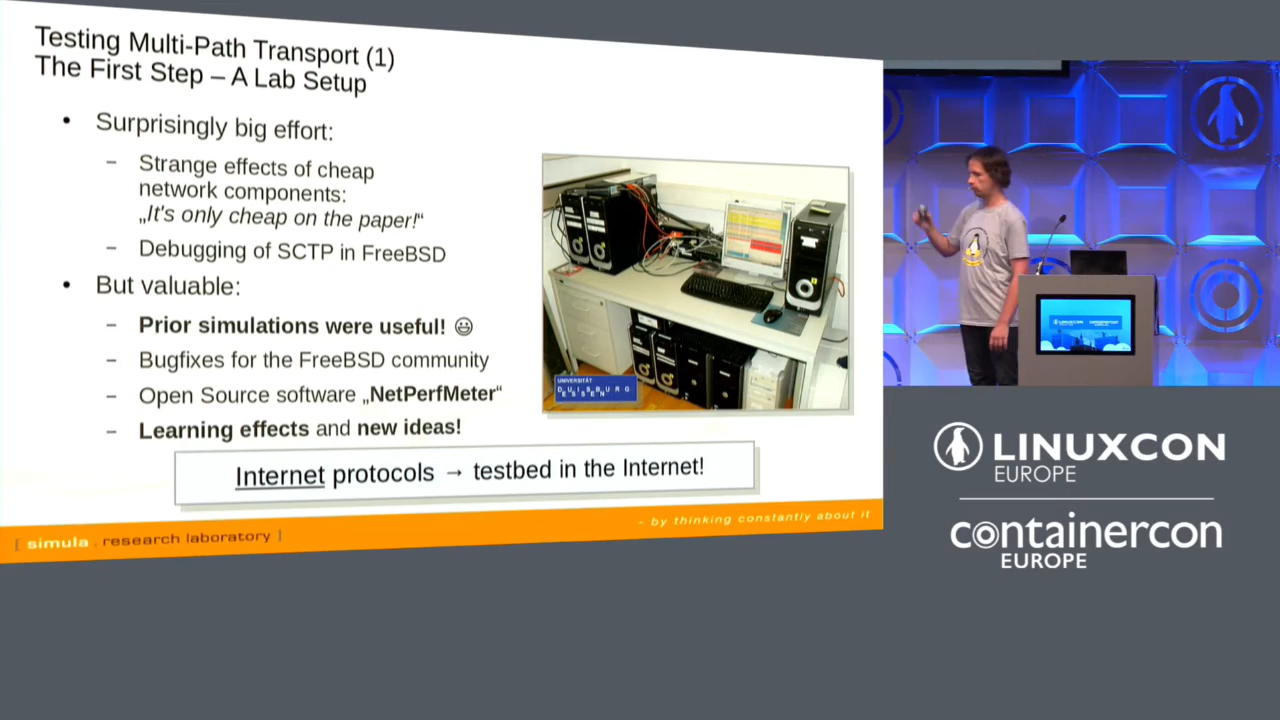 Testing Multi-Path Transport (1)
The First Step – A Lab Setup
• Surprisingly big effort:
– Strange effects of cheap
network components:
„It's only cheap on the paper!“
– Debugging of SCTP in FreeBSD
• But valuable:
– Prior simulations were useful! 😃
– Bugfixes for the FreeBSD community
– Open Source software „NetPerfMeter“
– Learning effects and new ideas!
UNIVERSITÄT
DUISBURG
ESSEN
Internet protocols → testbed in the Internet!
[ simula . research laboratory ]
– by thinking constantly about it
LINUXCON
EUROPE
containercon
EUROPE